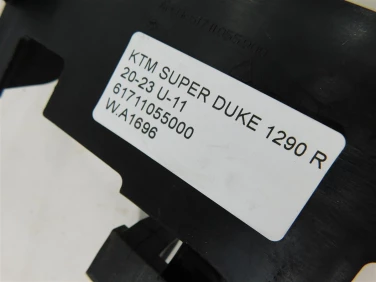 KTM SUPER DUKE 1290 R
20-23 U-11
61711055000
W.A1696